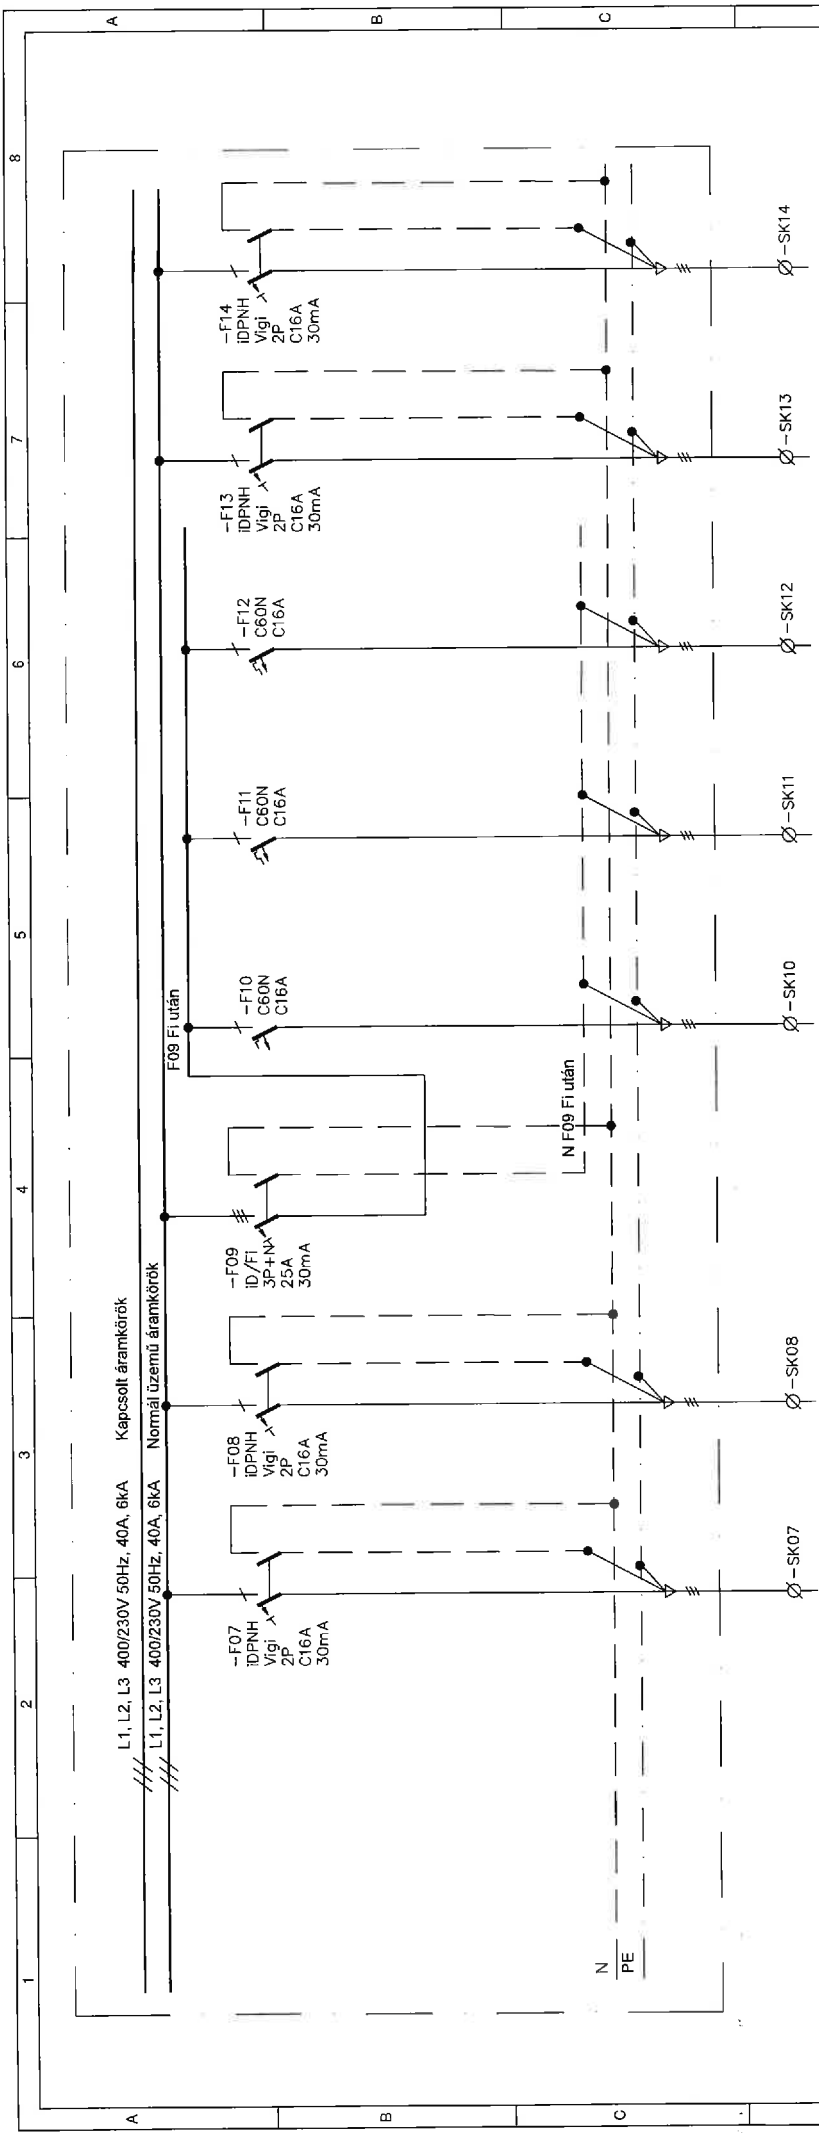 1
2
3
4
5
6
7
8
A
B
C
A
B
C
L1, L2, L3 400/230V 50Hz, 40A, 6kA Kapcsolt áramkörök
L1, L2, L3 400/230V 50Hz, 40A, 6kA Normál üzemű áramkörök
F09 Fi után
-F07
iDPNH
Vigi
2P
C16A
30mA
-F08
iDPNH
Vigi
2P
C16A
30mA
-F09
iD/Fi
3P+N
25A
30mA
-F10
C60N
C16A
-F11
C60N
C16A
-F12
C60N
C16A
-F13
iDPNH
Vigi
2P
C16A
30mA
-F14
iDPNH
Vigi
2P
C16A
30mA
N F09 Fi után
N
PE
-SK07
-SK08
-SK10
-SK11
-SK12
-SK13
-SK14